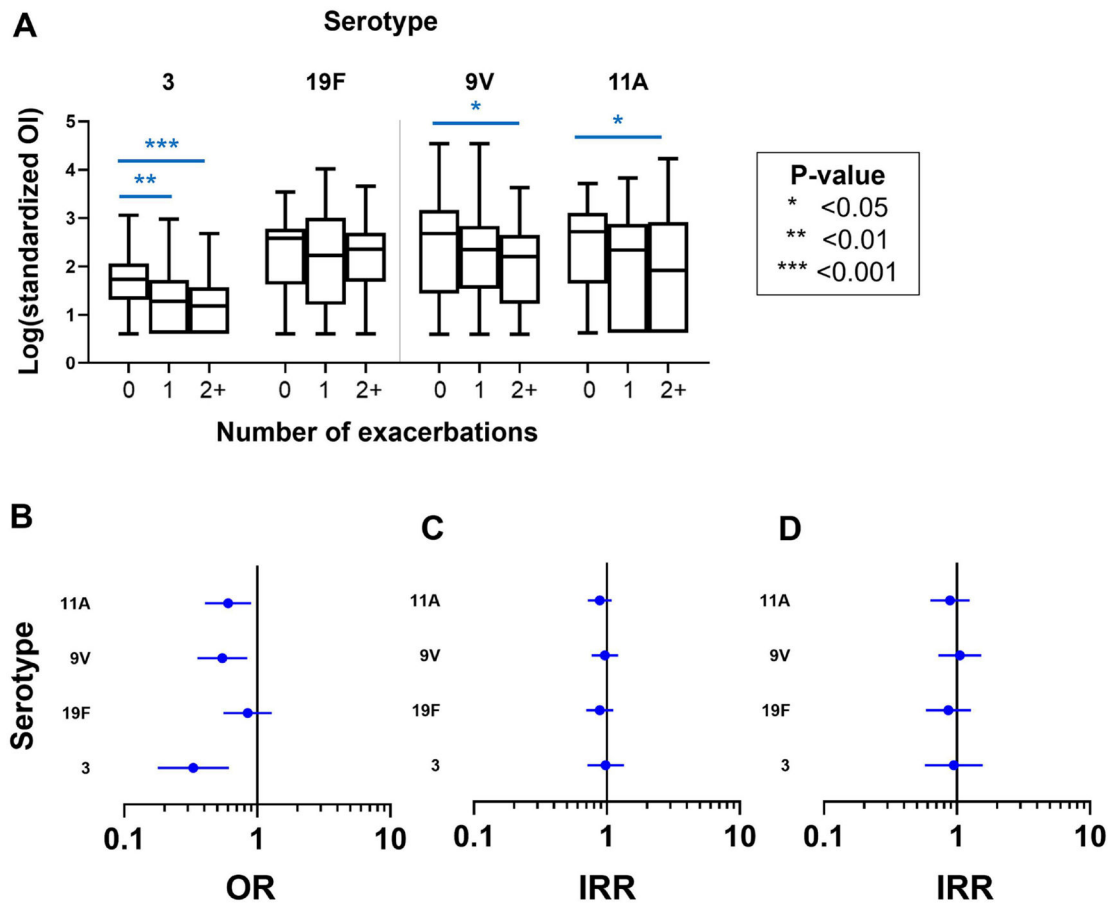 A
Serotype
3 19F 9V 11A
Log(standardized OI)
5
4
3
2
1
0
*** ** * *
0 1 2+ 0 1 2+ 0 1 2+ 0 1 2+
Number of exacerbations
P-value
* <0.05
** <0.01
*** <0.001
B
Serotype
11A
9V
19F
3
0.1 1 10
OR
C
11A
9V
19F
3
0.1 1 10
IRR
D
11A
9V
19F
3
0.1 1 10
IRR